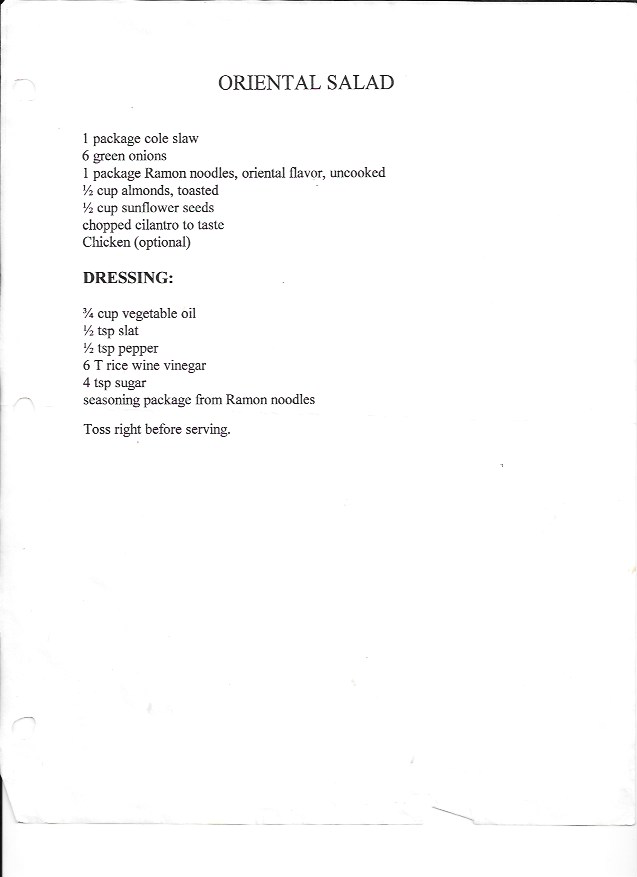 ORIENTAL SALAD
1 package cole slaw
6 green onions
1 package Ramon noodles, oriental flavor, uncooked
½ cup almonds, toasted
½ cup sunflower seeds
chopped cilantro to taste
Chicken (optional)
DRESSING:
¾ cup vegetable oil
½ tsp slat
½ tsp pepper
6 T rice wine vinegar
4 tsp sugar
seasoning package from Ramon noodles
Toss right before serving.